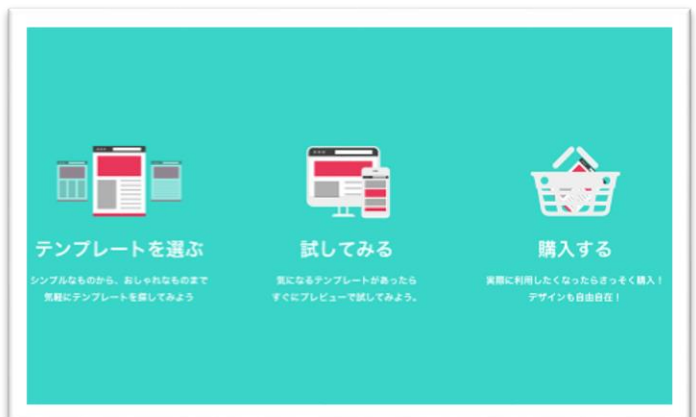 テンプレートを選ぶ
シンプルなものから、おしゃれなものまで
気軽にテンプレートを探してみよう
試してみる
気になるテンプレートがあったら
すぐにプレビューで試してみよう。
購入する
実際に利用したくなったらさっそく購入！
デザインも自由自在！